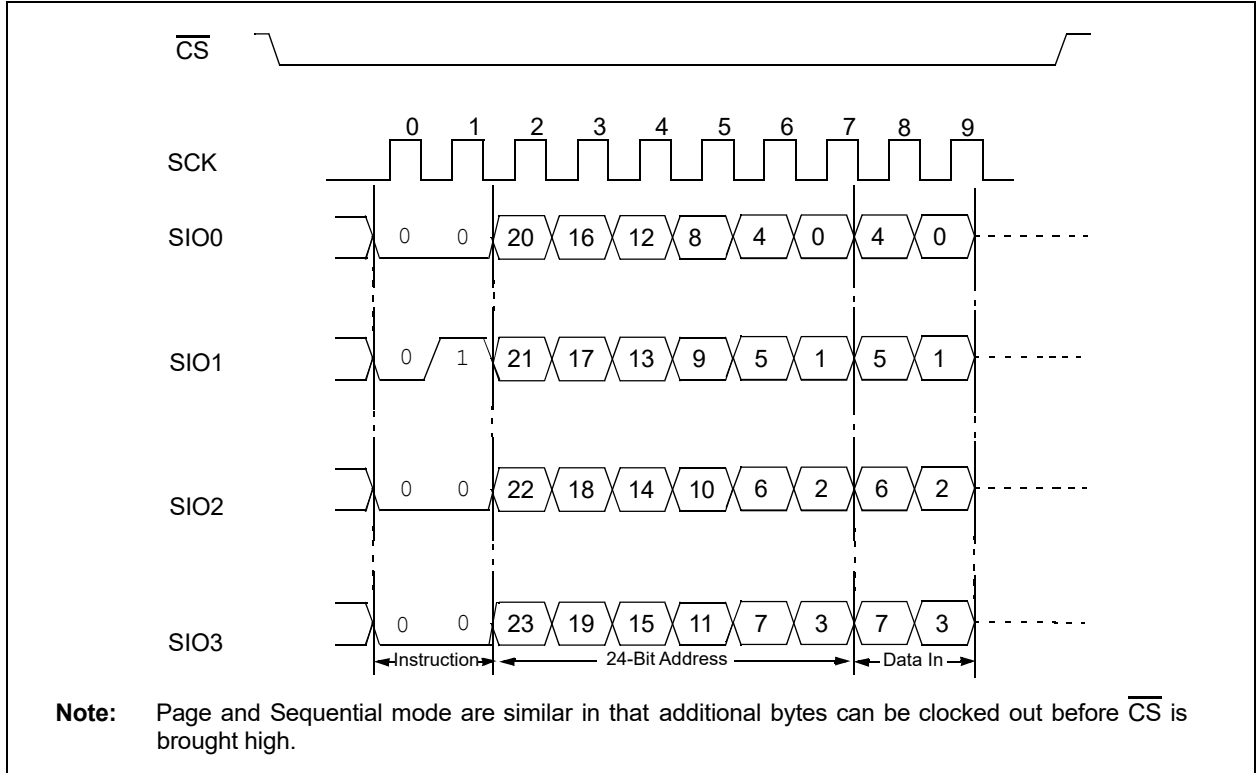 CS
0 1 2 3 4 5 6 7 8 9
SCK
SIO0 0 0 20 16 12 8 4 0 4 0
SIO1 0 1 21 17 13 9 5 1 5 1
SIO2 0 0 22 18 14 10 6 2 6 2
SIO3 0 0 23 19 15 11 7 3 7 3
Instruction 24-Bit Address Data In
Note: Page and Sequential mode are similar in that additional bytes can be clocked out before CS is
brought high.